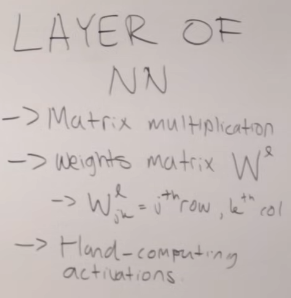 LAYER OF
NN
-> Matrix multiplication
-> weights matrix W^l
-> W^l_jk = j^th row, k^th col
-> Hand-computing
activations